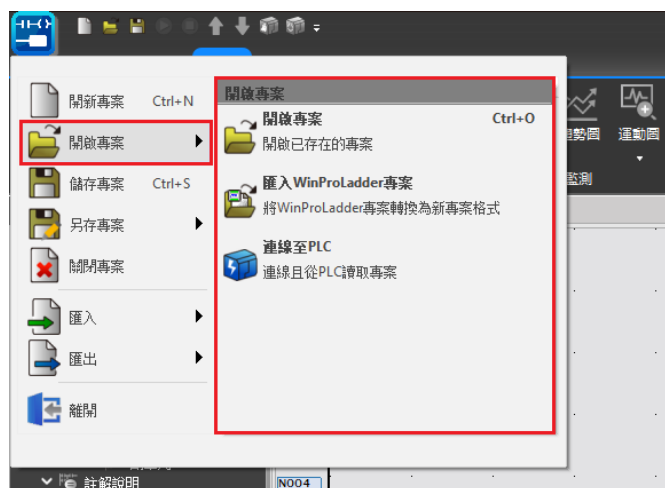 開新專案 Ctrl+N
開啟專案
儲存專案 Ctrl+S
另存專案
關閉專案
匯入
匯出
離開
開啟專案
開啟專案 Ctrl+O
開啟已存在的專案
匯入WinProLadder專案
將WinProLadder專案轉換為新專案格式
連線至PLC
連線且從PLC讀取專案
運動圖
監測
註解說明
N004